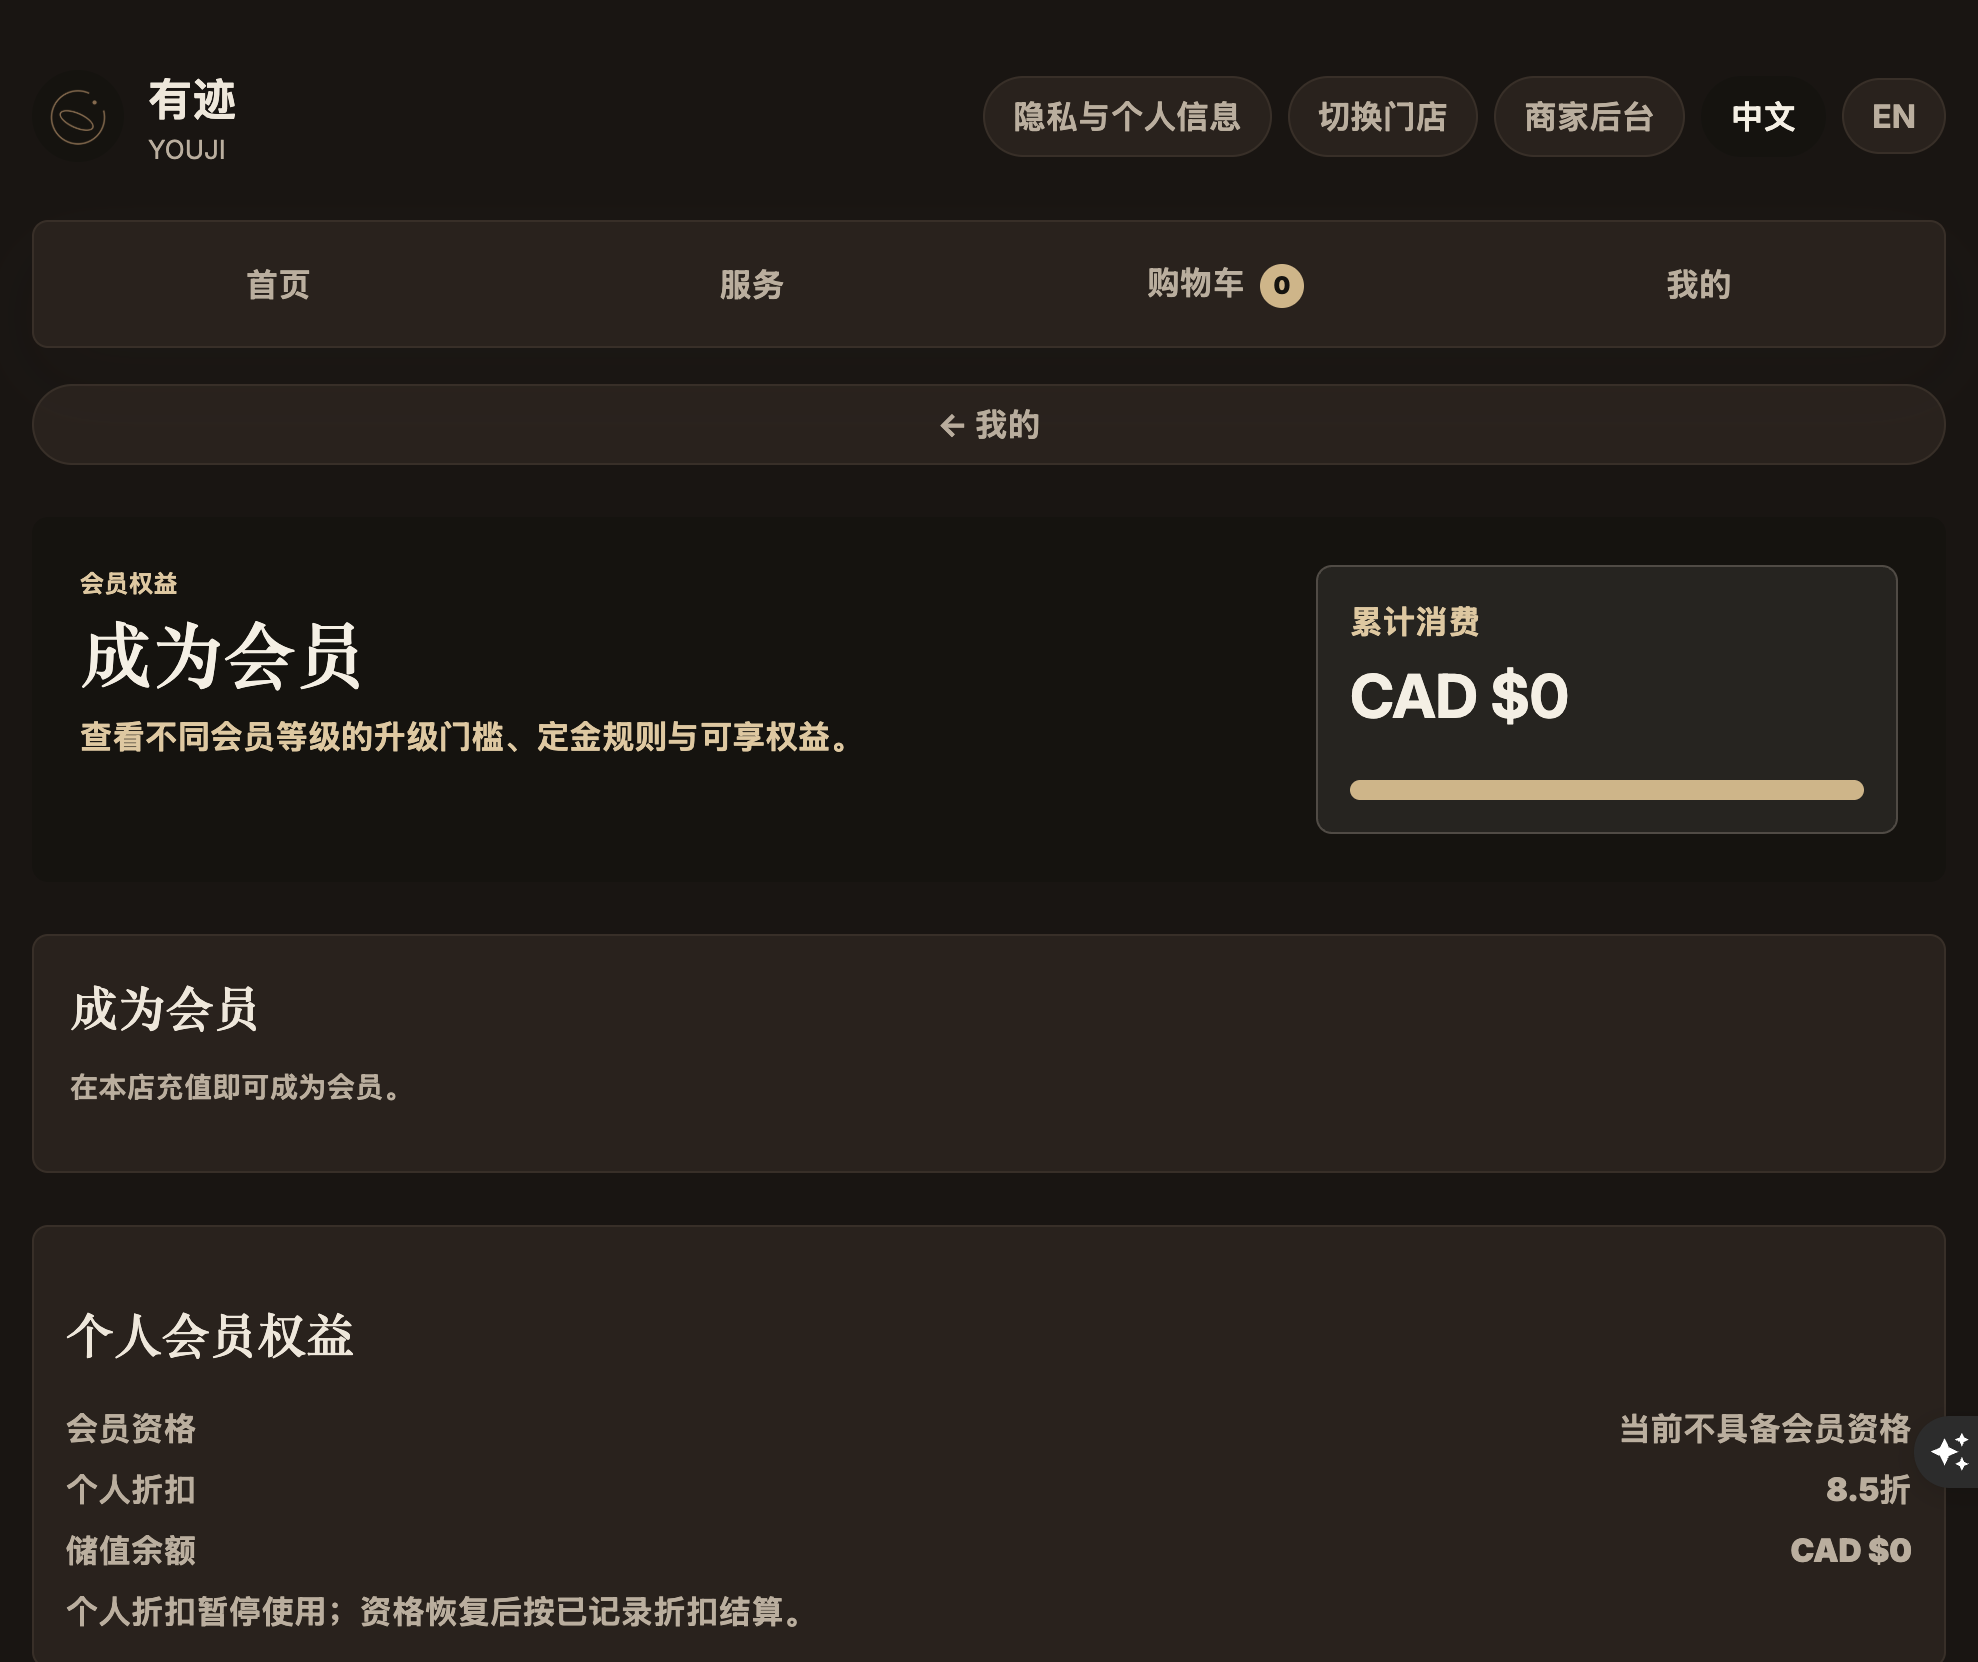 有迹
YOUJI
隐私与个人信息
切换门店
商家后台
中文
EN
首页
服务
购物车 0
我的
← 我的
会员权益
成为会员
查看不同会员等级的升级门槛、定金规则与可享权益。
累计消费
CAD $0
成为会员
在本店充值即可成为会员。
个人会员权益
会员资格 当前不具备会员资格
个人折扣 8.5折
储值余额 CAD $0
个人折扣暂停使用；资格恢复后按已记录折扣结算。